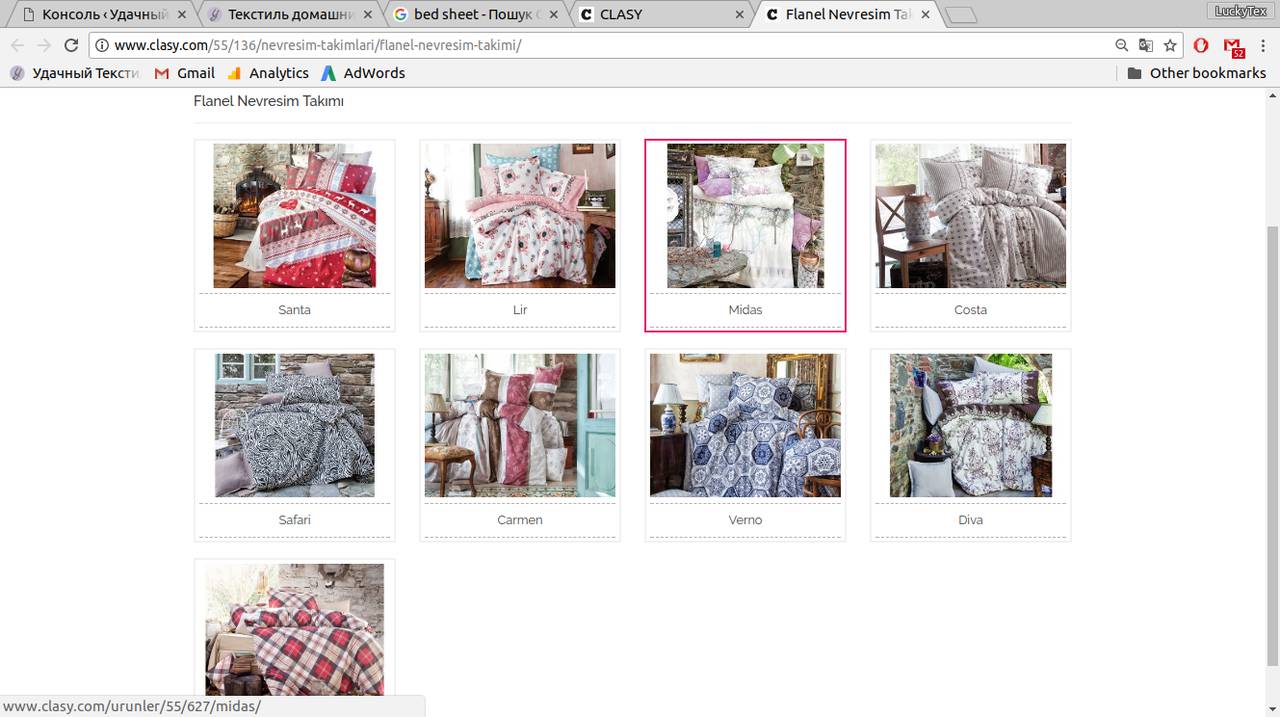 Консоль ‹ Удачный
Текстиль домашни
bed sheet - Пошук
CLASY
Flanel Nevresim Tak
LuckyTex
www.clasy.com/55/136/nevresim-takimlari/flanel-nevresim-takimi/
52
Удачный Тексти
Gmail
Analytics
AdWords
Other bookmarks
Flanel Nevresim Takımı
Santa
Lir
Midas
Costa
Safari
Carmen
Verno
Diva
www.clasy.com/urunler/55/627/midas/